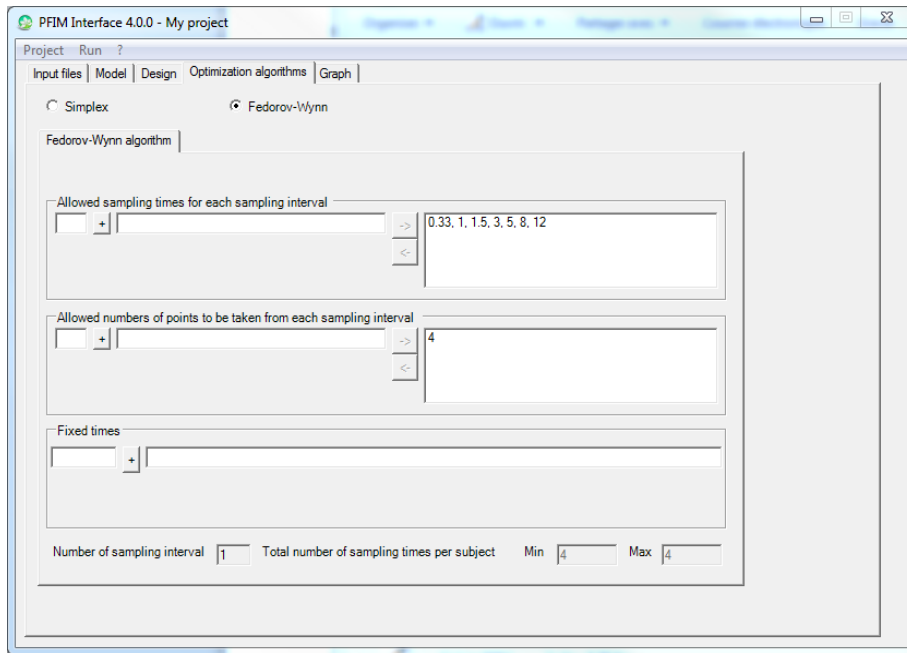 PFIM Interface 4.0.0 - My project
Project Run ?
Input files Model Design Optimization algorithms Graph
Simplex Fedorov-Wynn
Fedorov-Wynn algorithm
Allowed sampling times for each sampling interval
+ -> 0.33, 1, 1.5, 3, 5, 8, 12
<-
Allowed numbers of points to be taken from each sampling interval
+ -> 4
<-
Fixed times
+
Number of sampling interval 1 Total number of sampling times per subject Min 4 Max 4